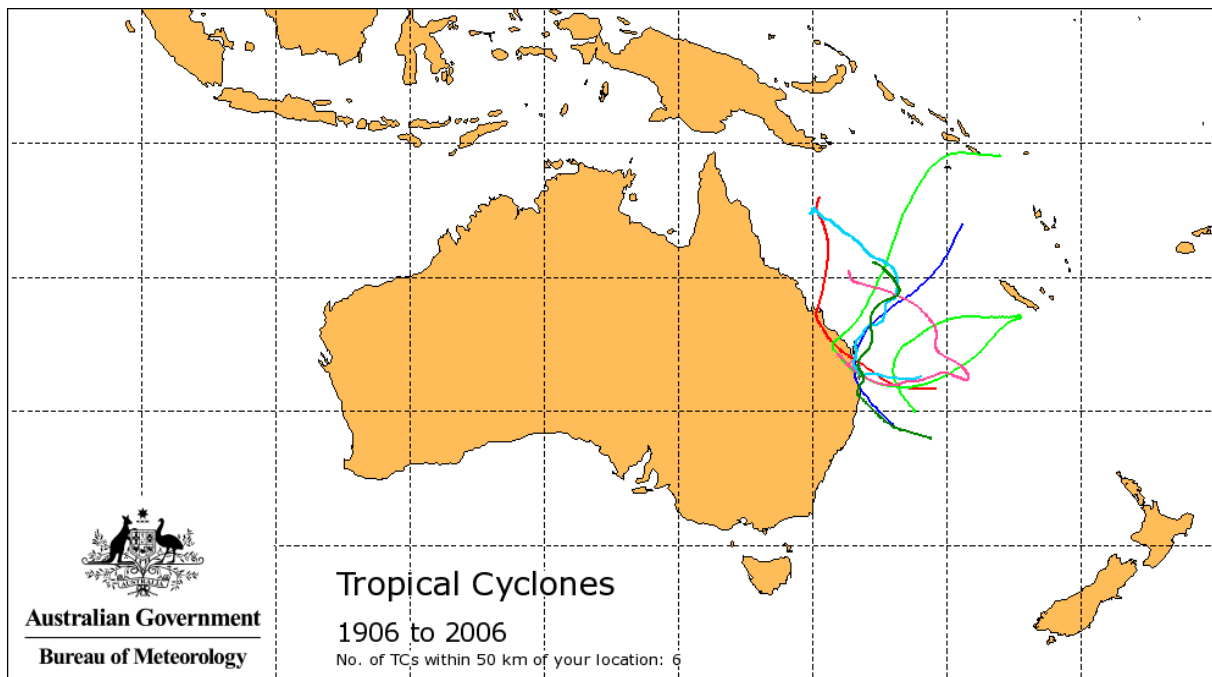 AUSTRALIA
Australian Government
Bureau of Meteorology
Tropical Cyclones
1906 to 2006
No. of TCs within 50 km of your location: 6